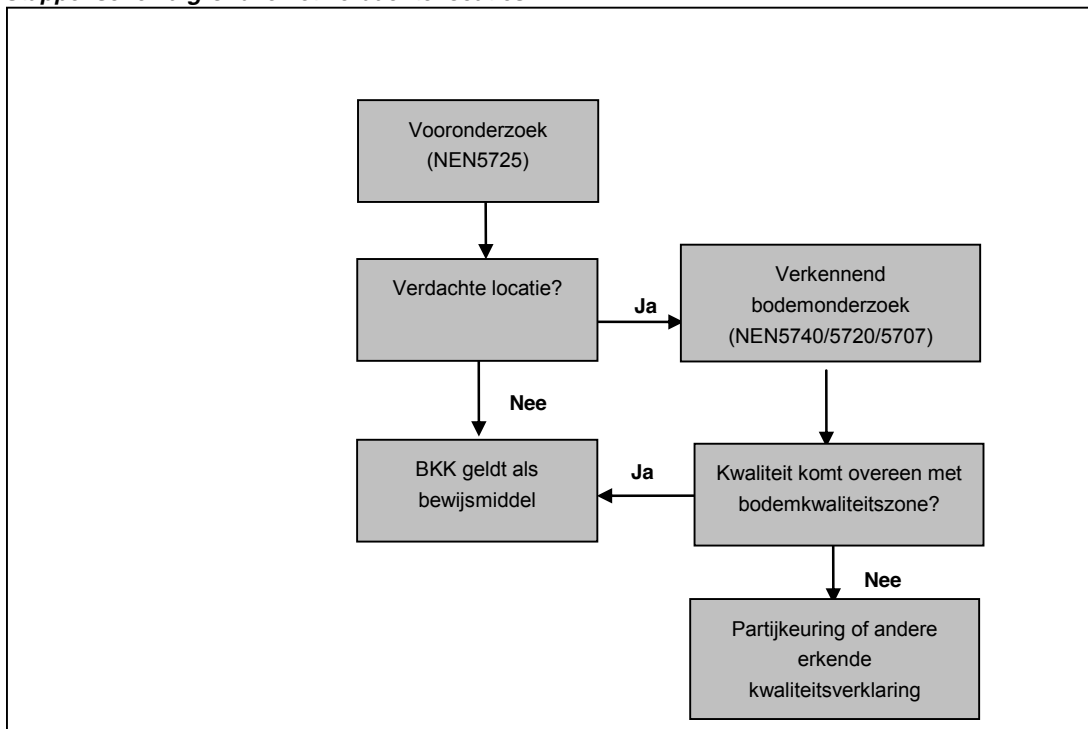 Vooronderzoek
(NEN5725)
Verdachte locatie?
Ja
Verkennend
bodemonderzoek
(NEN5740/5720/5707)
Nee
BKK geldt als
bewijsmiddel
Ja
Kwaliteit komt overeen met
bodemkwaliteitszone?
Nee
Partijkeuring of andere
erkende
kwaliteitsverklaring